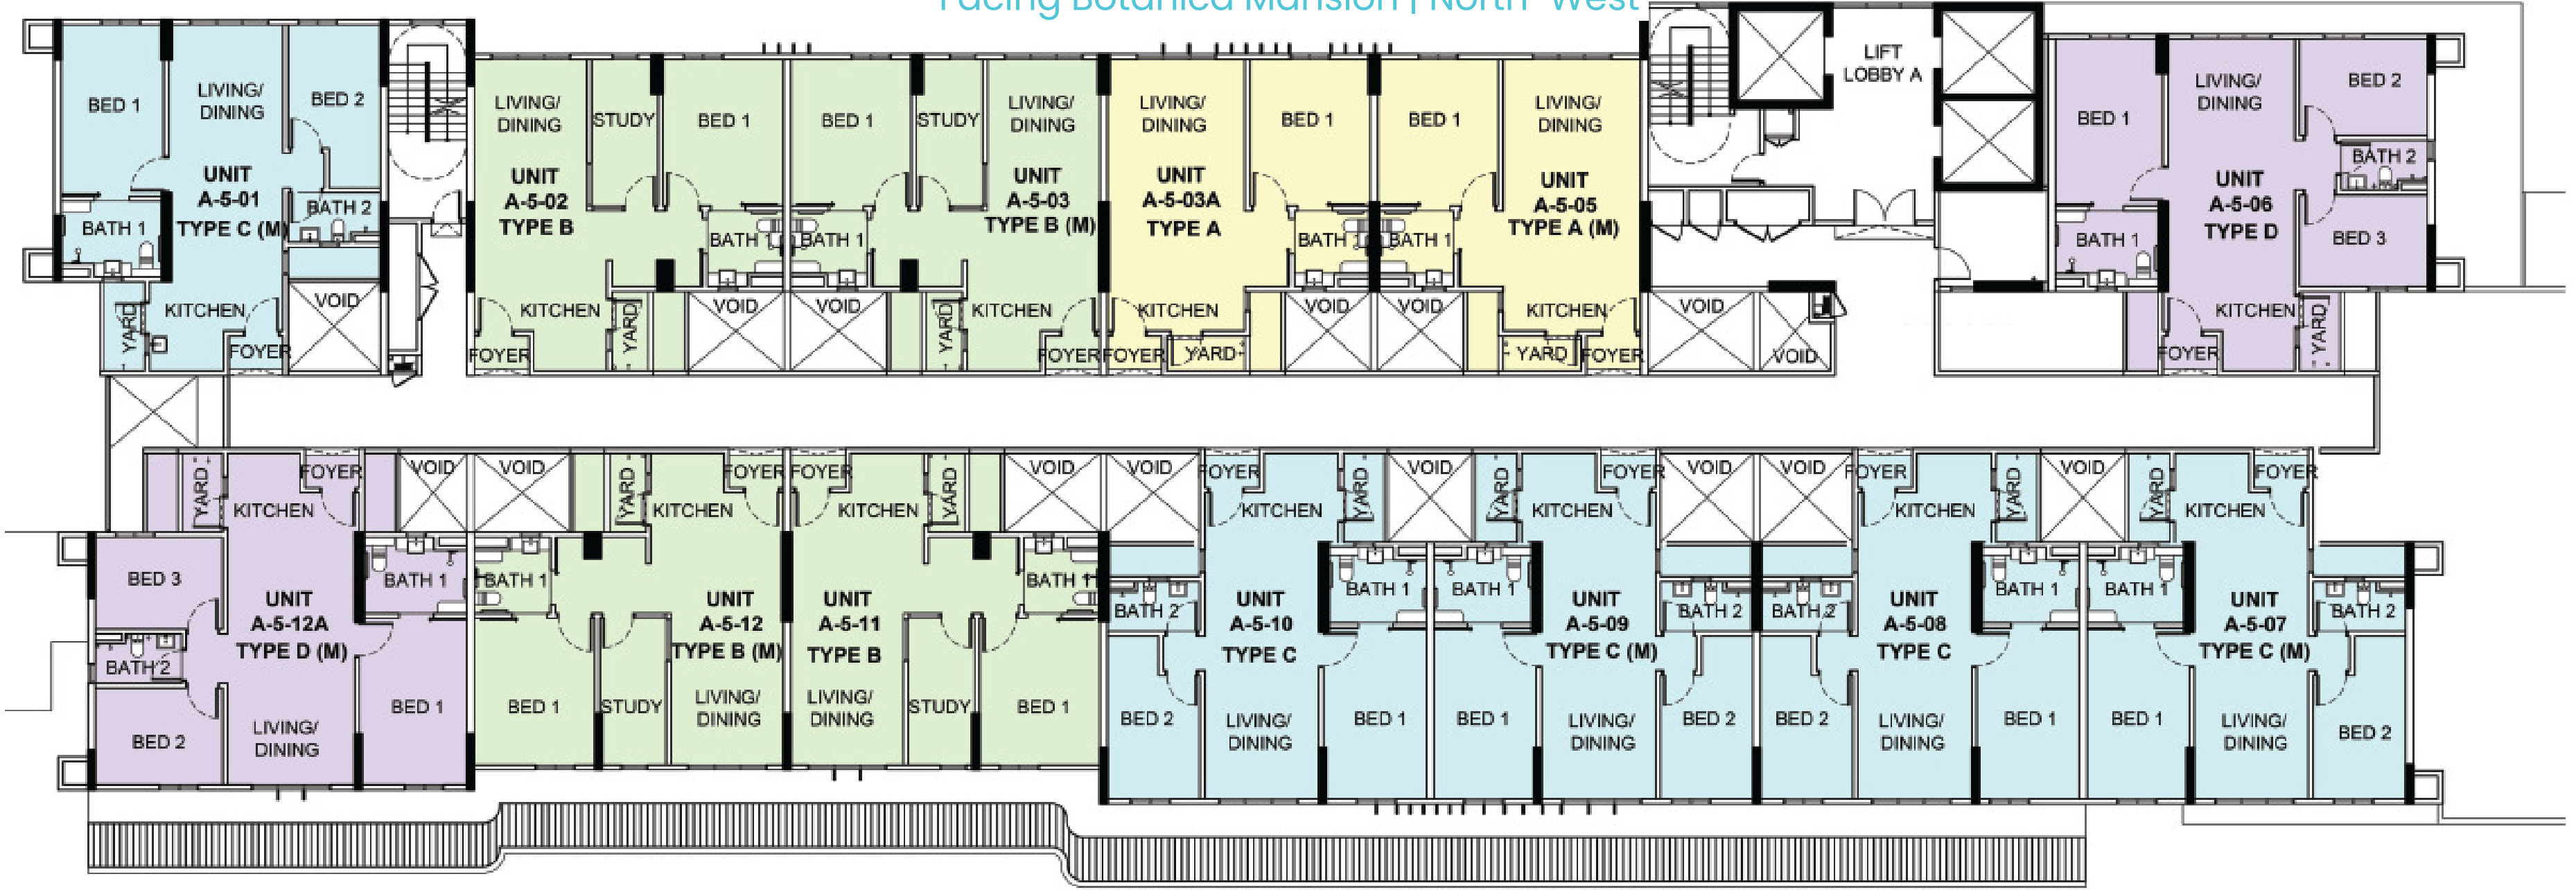 Facing Botanica Mansion | North-West
BED 1
LIVING/
DINING
BED 2
UNIT
A-5-01
TYPE C (M)
BATH 1
BATH 2
KITCHEN
YARD
FOYER
VOID
LIVING/
DINING
STUDY
BED 1
UNIT
A-5-02
TYPE B
BATH 1
KITCHEN
YARD
FOYER
VOID
BED 1
STUDY
LIVING/
DINING
UNIT
A-5-03
TYPE B (M)
BATH 1
VOID
YARD
KITCHEN
FOYER
LIVING/
DINING
BED 1
UNIT
A-5-03A
TYPE A
BATH 1
KITCHEN
FOYER
YARD
VOID
BED 1
LIVING/
DINING
UNIT
A-5-05
TYPE A (M)
BATH 1
VOID
KITCHEN
YARD
FOYER
LIFT
LOBBY A
VOID
VOID
BED 1
LIVING/
DINING
BED 2
BATH 2
UNIT
A-5-06
TYPE D
BATH 1
BED 3
KITCHEN
FOYER
YARD
YARD
FOYER
KITCHEN
VOID
BED 3
BATH 1
UNIT
A-5-12A
TYPE D (M)
BATH 2
BED 1
BED 2
LIVING/
DINING
VOID
YARD
FOYER
KITCHEN
BATH 1
UNIT
A-5-12
TYPE B (M)
BED 1
STUDY
LIVING/
DINING
FOYER
YARD
VOID
KITCHEN
BATH 1
UNIT
A-5-11
TYPE B
LIVING/
DINING
STUDY
BED 1
VOID
FOYER
YARD
KITCHEN
BATH 2
UNIT
A-5-10
TYPE C
BATH 1
BED 2
LIVING/
DINING
BED 1
VOID
YARD
FOYER
KITCHEN
BATH 1
UNIT
A-5-09
TYPE C (M)
BATH 2
BED 1
LIVING/
DINING
BED 2
VOID
VOID
FOYER
YARD
KITCHEN
BATH 2
UNIT
A-5-08
TYPE C
BATH 1
BED 2
LIVING/
DINING
BED 1
VOID
YARD
FOYER
KITCHEN
BATH 1
UNIT
A-5-07
TYPE C (M)
BATH 2
BED 1
LIVING/
DINING
BED 2